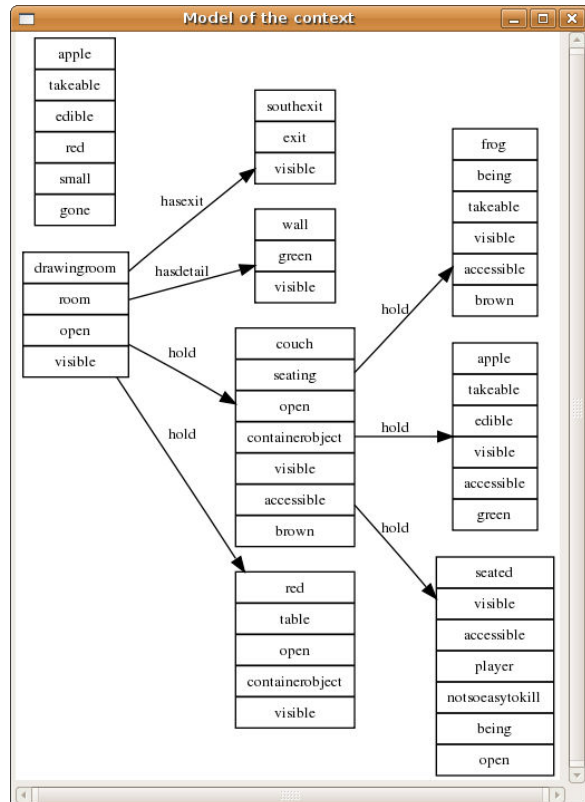 Model of the context
apple
takeable
edible
red
small
gone
southexit
exit
visible
hasexit
wall
green
visible
hasdetail
drawingroom
room
open
visible
hold
hold
couch
seating
open
containerobject
visible
accessible
brown
red
table
open
containerobject
visible
hold
hold
hold
frog
being
takeable
visible
accessible
brown
apple
takeable
edible
visible
accessible
green
seated
visible
accessible
player
notsoeasytokill
being
open